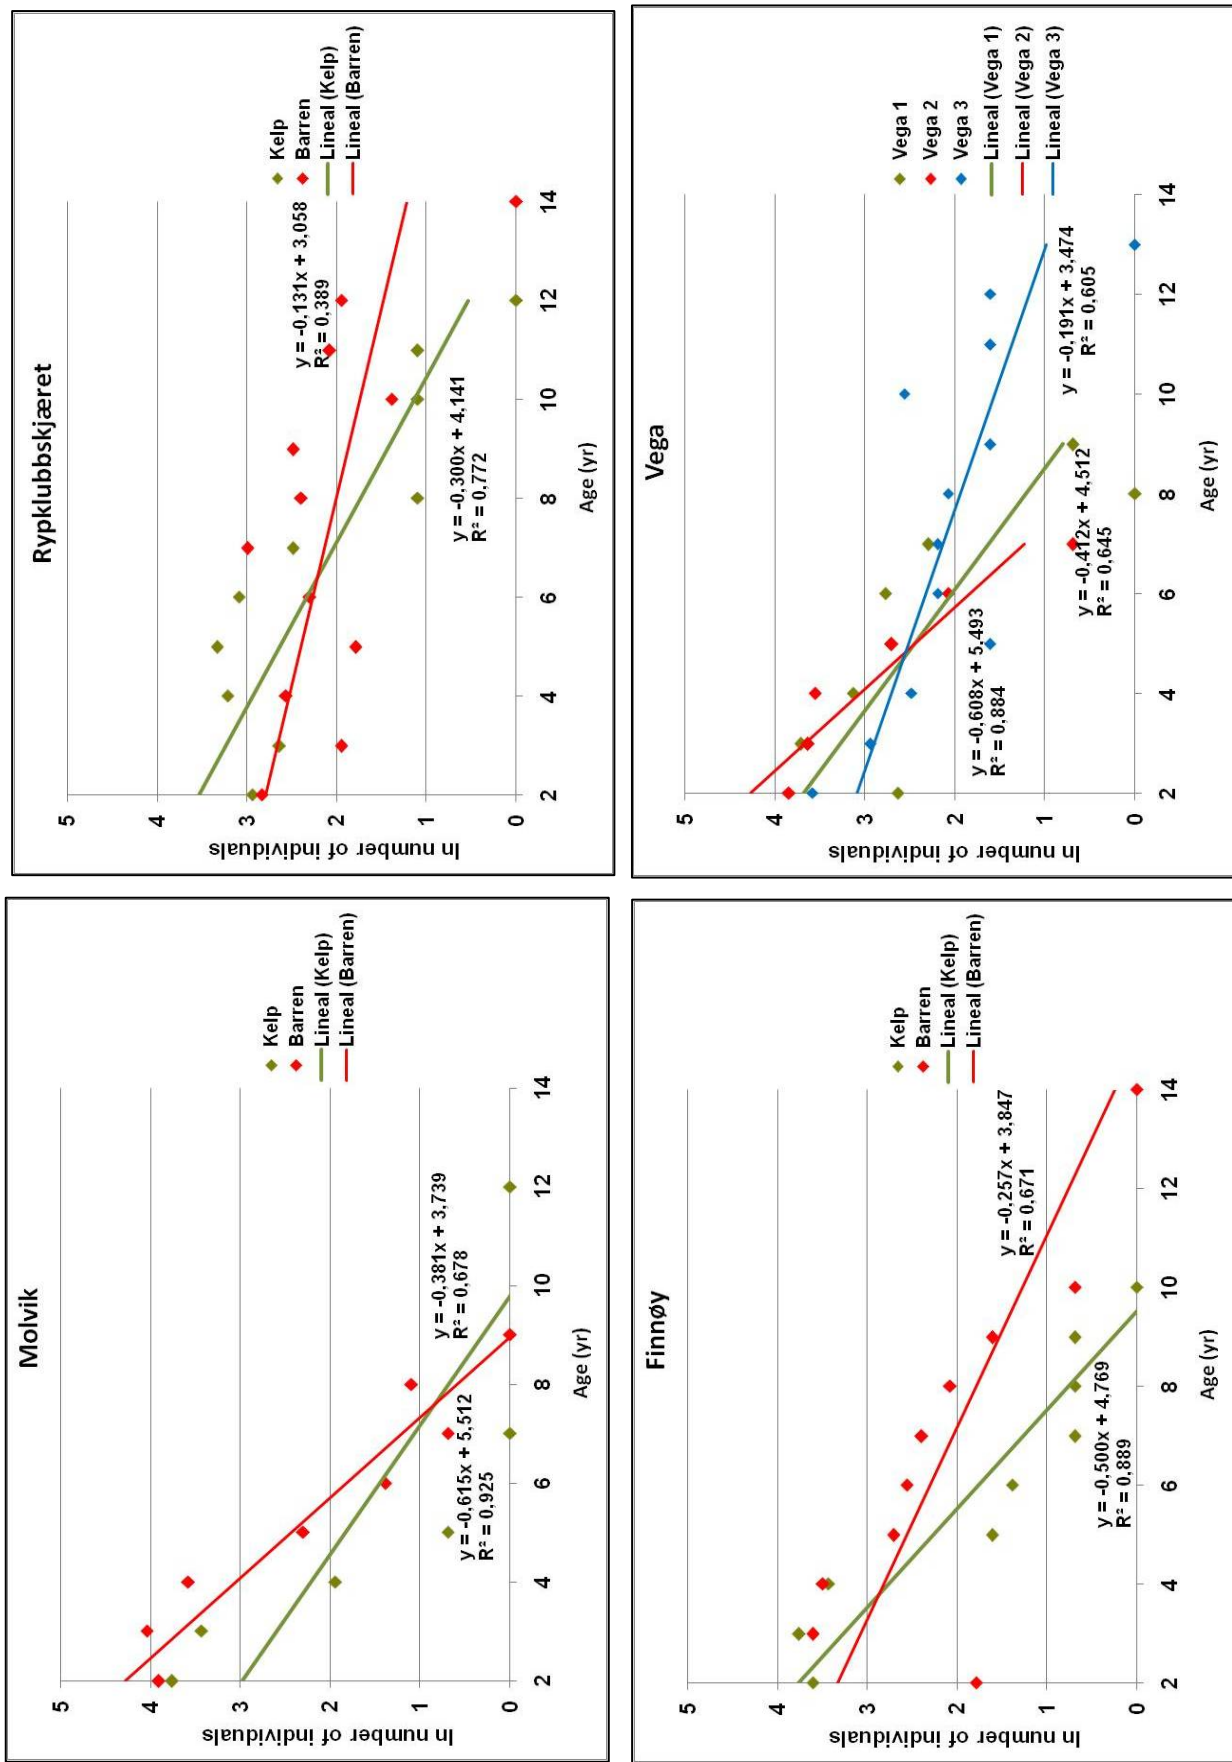 Molvik
ln number of individuals
5
4
3
2
1
0
2
4
6
8
10
12
14
Age (yr)
y = -0,615x + 5,512
R² = 0,925
y = -0,381x + 3,739
R² = 0,678
Kelp
Barren
Lineal (Kelp)
Lineal (Barren)
Rypklubbskjæret
ln number of individuals
5
4
3
2
1
0
2
4
6
8
10
12
14
Age (yr)
y = -0,131x + 3,058
R² = 0,389
y = -0,300x + 4,141
R² = 0,772
Kelp
Barren
Lineal (Kelp)
Lineal (Barren)
Finnøy
ln number of individuals
5
4
3
2
1
0
2
4
6
8
10
12
14
Age (yr)
y = -0,257x + 3,847
R² = 0,671
y = -0,500x + 4,769
R² = 0,889
Kelp
Barren
Lineal (Kelp)
Lineal (Barren)
Vega
ln number of individuals
5
4
3
2
1
0
2
4
6
8
10
12
14
Age (yr)
y = -0,608x + 5,493
R² = 0,884
y = -0,412x + 4,512
R² = 0,645
y = -0,191x + 3,474
R² = 0,605
Vega 1
Vega 2
Vega 3
Lineal (Vega 1)
Lineal (Vega 2)
Lineal (Vega 3)